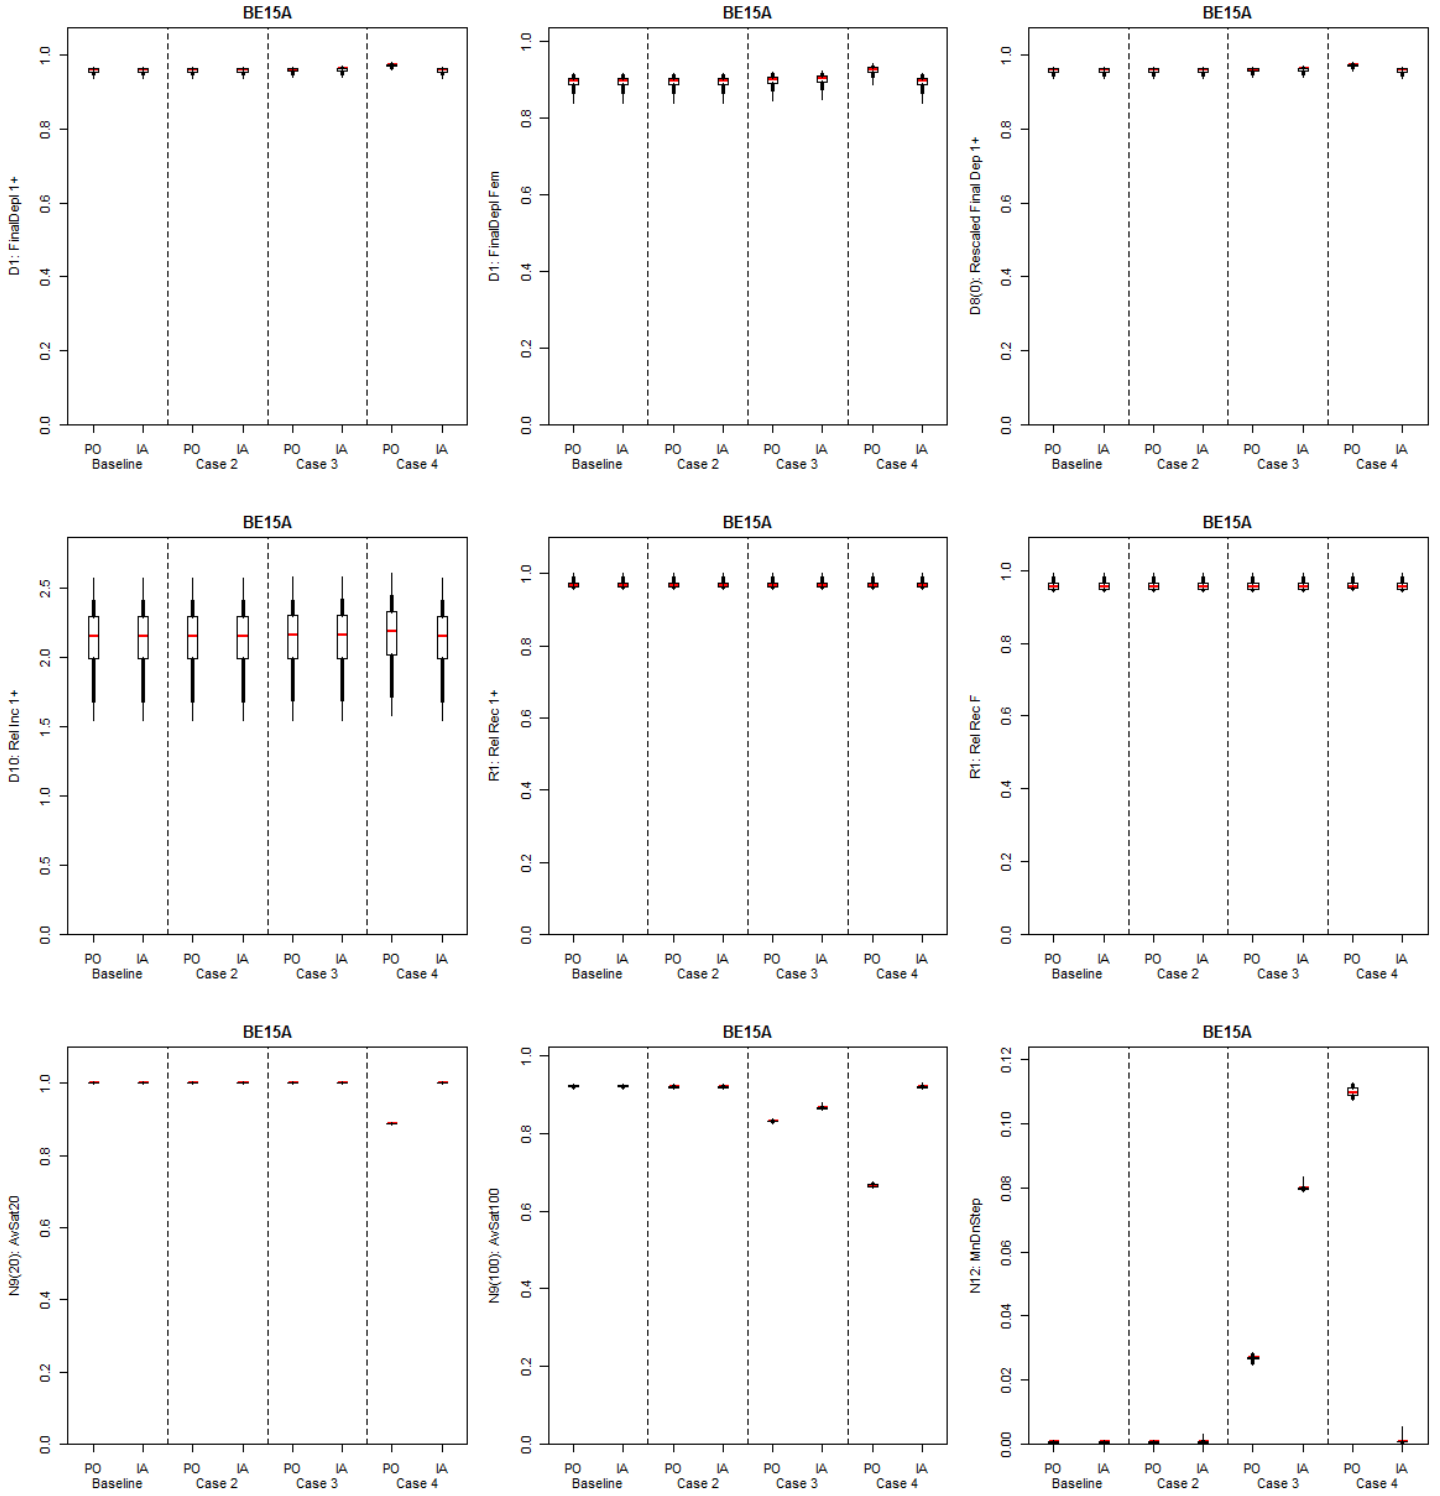 BE15A
D1: FinalDepl 1+
1.0
0.8
0.6
0.4
0.2
0.0
PO IA PO IA PO IA PO IA
Baseline Case 2 Case 3 Case 4
BE15A
D1: FinalDepl Fem
1.0
0.8
0.6
0.4
0.2
0.0
PO IA PO IA PO IA PO IA
Baseline Case 2 Case 3 Case 4
BE15A
D8(0): Rescaled Final Dep 1+
1.0
0.8
0.6
0.4
0.2
0.0
PO IA PO IA PO IA PO IA
Baseline Case 2 Case 3 Case 4
BE15A
D10: Rel Inc 1+
2.5
2.0
1.5
1.0
0.5
0.0
PO IA PO IA PO IA PO IA
Baseline Case 2 Case 3 Case 4
BE15A
R1: Rel Rec 1+
1.0
0.8
0.6
0.4
0.2
0.0
PO IA PO IA PO IA PO IA
Baseline Case 2 Case 3 Case 4
BE15A
R1: Rel Rec F
1.0
0.8
0.6
0.4
0.2
0.0
PO IA PO IA PO IA PO IA
Baseline Case 2 Case 3 Case 4
BE15A
N9(20): AvSat20
1.0
0.8
0.6
0.4
0.2
0.0
PO IA PO IA PO IA PO IA
Baseline Case 2 Case 3 Case 4
BE15A
N9(100): AvSat100
1.0
0.8
0.6
0.4
0.2
0.0
PO IA PO IA PO IA PO IA
Baseline Case 2 Case 3 Case 4
BE15A
N12: MnDnStep
0.12
0.10
0.08
0.06
0.04
0.02
0.00
PO IA PO IA PO IA PO IA
Baseline Case 2 Case 3 Case 4